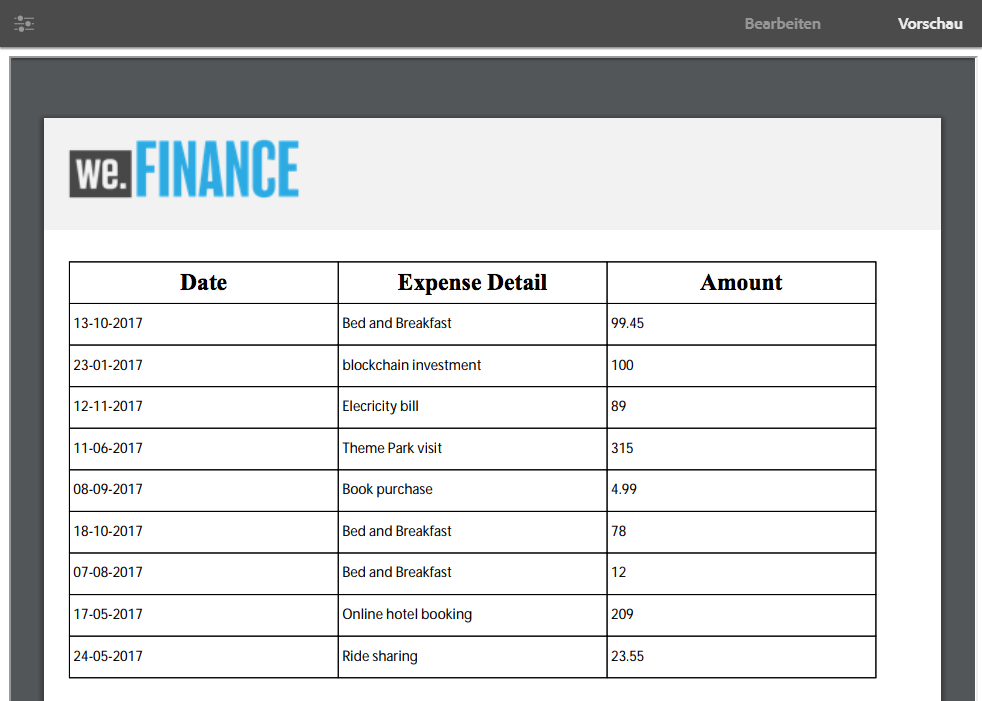 Bearbeiten Vorschau
we.FINANCE
Date Expense Detail Amount
13-10-2017 Bed and Breakfast 99.45
23-01-2017 blockchain investment 100
12-11-2017 Elecricity bill 89
11-06-2017 Theme Park visit 315
08-09-2017 Book purchase 4.99
18-10-2017 Bed and Breakfast 78
07-08-2017 Bed and Breakfast 12
17-05-2017 Online hotel booking 209
24-05-2017 Ride sharing 23.55